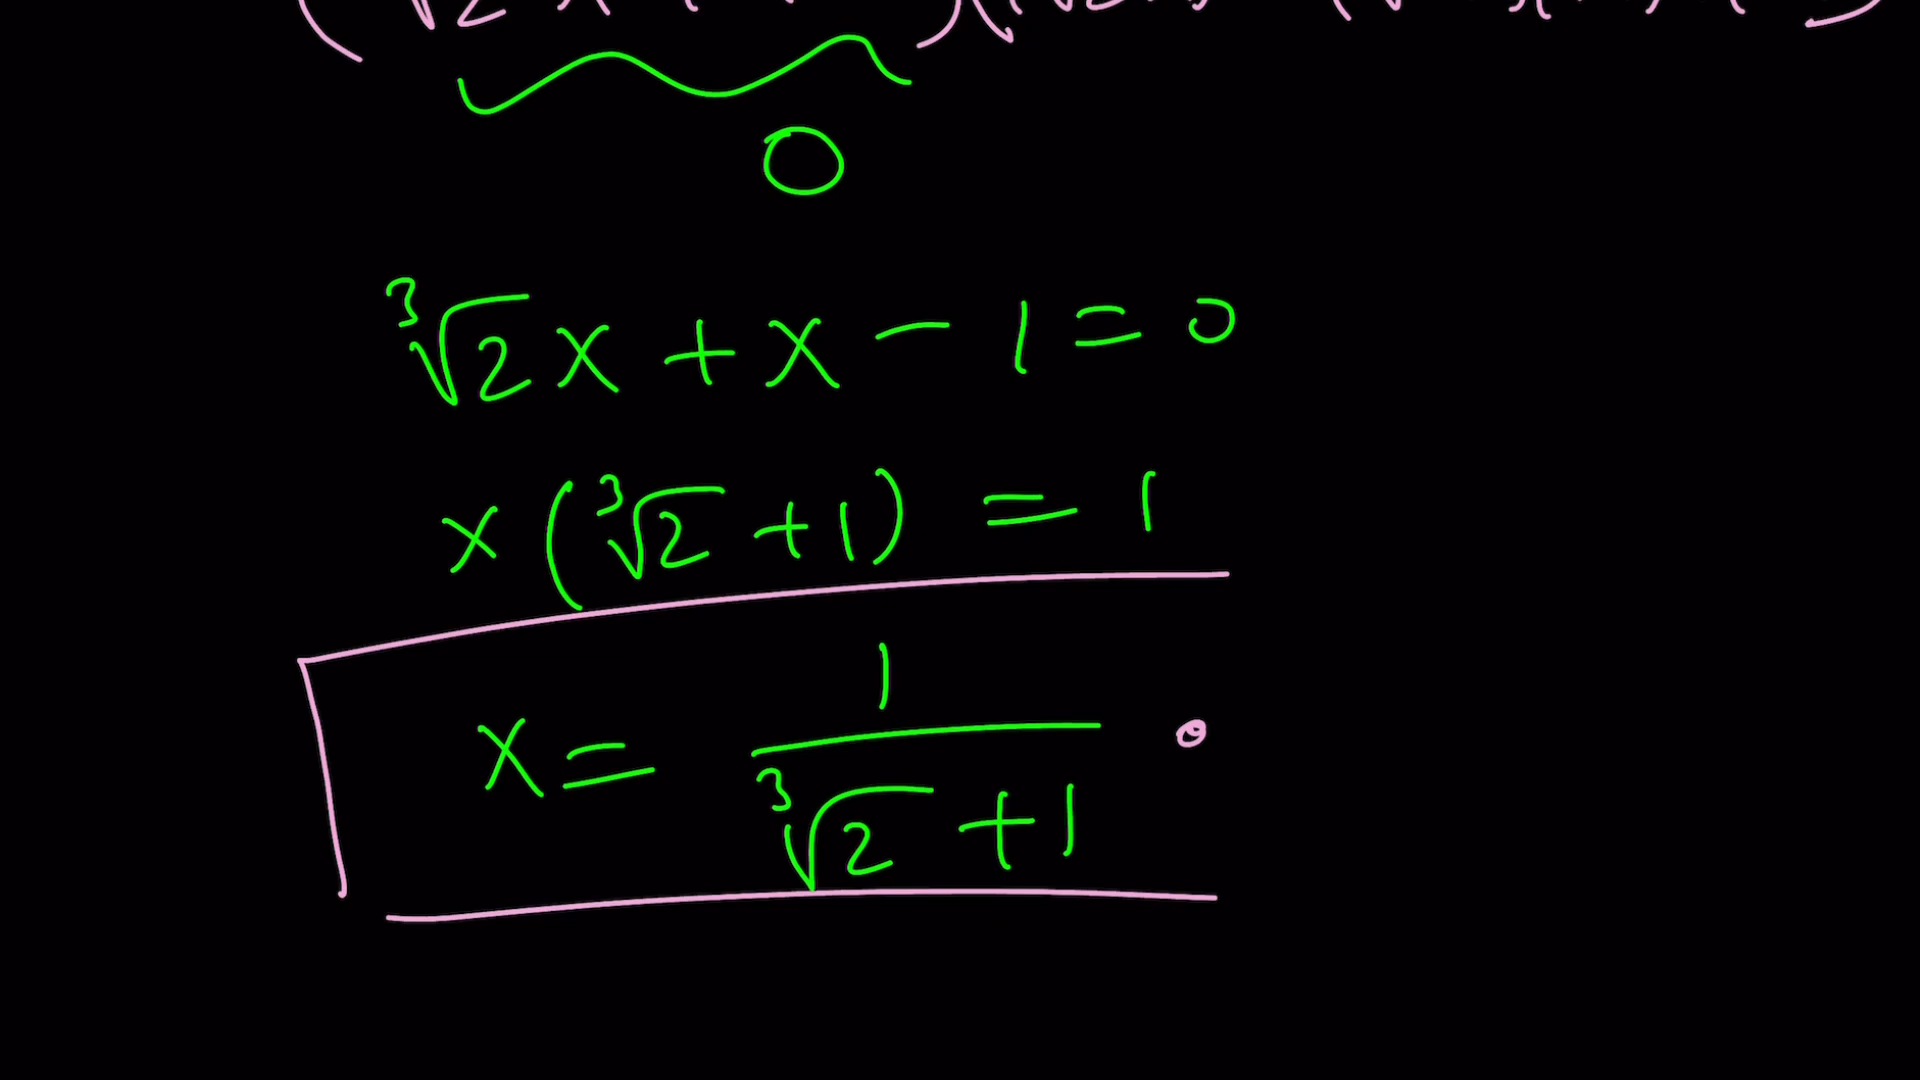 0
∛2x + x - 1 = 0
x(∛2 + 1) = 1
x = 1/(∛2 + 1)